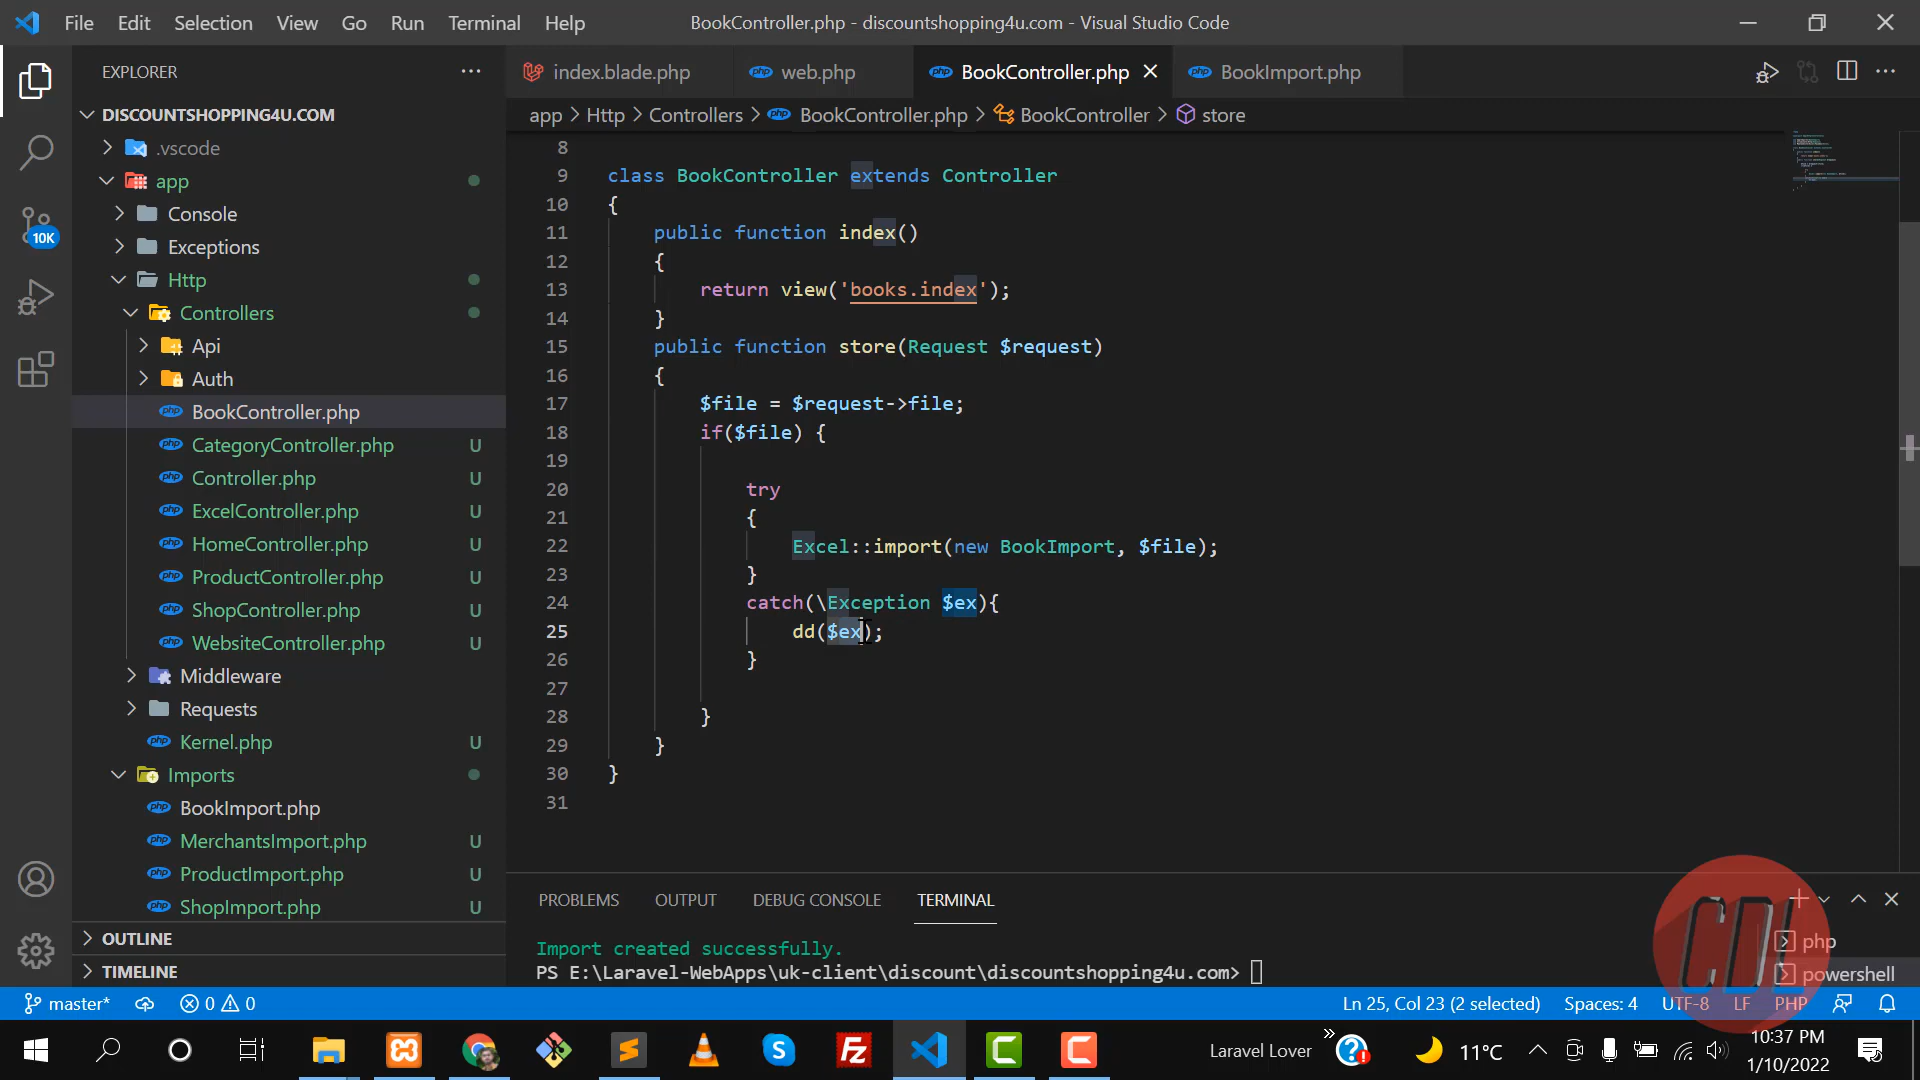 File Edit Selection View Go Run Terminal Help BookController.php - discountshopping4u.com - Visual Studio Code
EXPLORER
index.blade.php
web.php
BookController.php
BookImport.php
app > Http > Controllers > BookController.php > BookController > store
DISCOUNTSHOPPING4U.COM
.vscode
app
Console
Exceptions
Http
Controllers
Api
Auth
BookController.php
CategoryController.php U
Controller.php U
ExcelController.php U
HomeController.php U
ProductController.php U
ShopController.php U
WebsiteController.php U
Middleware
Requests
Kernel.php U
Imports
BookImport.php
MerchantsImport.php U
ProductImport.php U
ShopImport.php U
OUTLINE
TIMELINE
10K
8
9 class BookController extends Controller
10 {
11 public function index()
12 {
13 return view('books.index');
14 }
15 public function store(Request $request)
16 {
17 $file = $request->file;
18 if($file) {
19
20 try
21 {
22 Excel::import(new BookImport, $file);
23 }
24 catch(\Exception $ex){
25 dd($ex);
26 }
27
28 }
29 }
30 }
31
PROBLEMS OUTPUT DEBUG CONSOLE TERMINAL
Import created successfully.
PS E:\Laravel-WebApps\uk-client\discount\discountshopping4u.com>
php
powershell
CDI
master* 0 0 Ln 25, Col 23 (2 selected) Spaces: 4 UTF-8 LF PHP
Laravel Lover
11°C
10:37 PM
1/10/2022